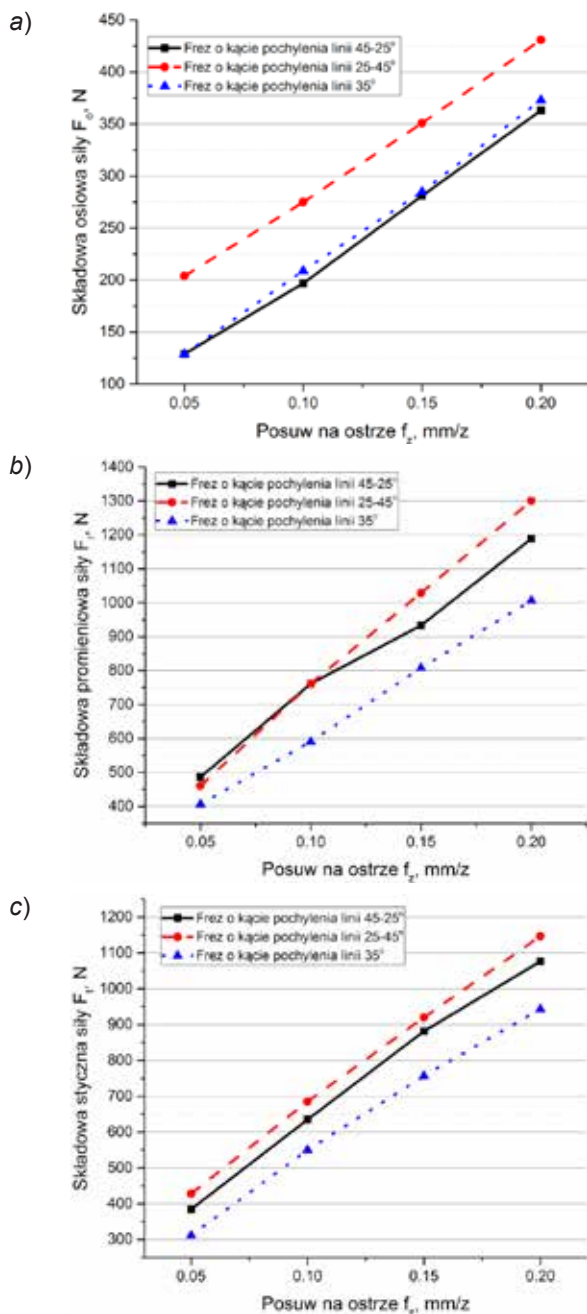 a)
Składowa osiowa siły F₀, N
450
400
350
300
250
200
150
100
Frez o kącie pochylenia linii 45-25°
Frez o kącie pochylenia linii 25-45°
Frez o kącie pochylenia linii 35°
0.05 0.10 0.15 0.20
Posuw na ostrze f_z, mm/z
b)
Składowa promieniowa siły F_r, N
1400
1300
1200
1100
1000
900
800
700
600
500
400
Frez o kącie pochylenia linii 45-25°
Frez o kącie pochylenia linii 25-45°
Frez o kącie pochylenia linii 35°
0.05 0.10 0.15 0.20
Posuw na ostrze f_z, mm/z
c)
Składowa styczna siły F_t, N
1200
1100
1000
900
800
700
600
500
400
300
Frez o kącie pochylenia linii 45-25°
Frez o kącie pochylenia linii 25-45°
Frez o kącie pochylenia linii 35°
0.05 0.10 0.15 0.20
Posuw na ostrze f_z, mm/z